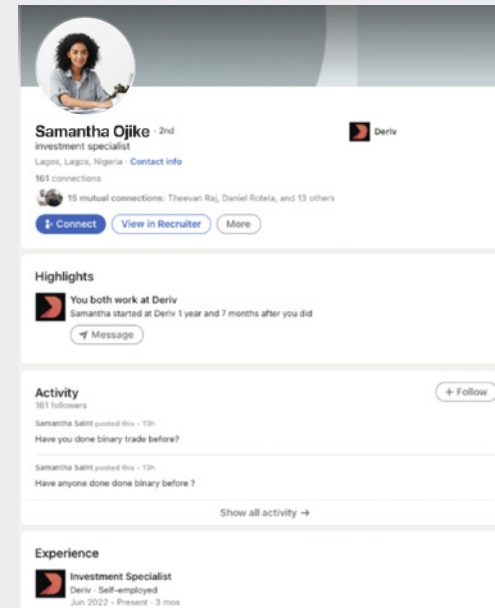 Samantha Ojike · 2nd
Deriv
investment specialist
Lagos, Lagos, Nigeria · Contact info
161 connections
15 mutual connections: Theevan Raj, Daniel Rotela, and 13 others
Connect
View in Recruiter
More
Highlights
You both work at Deriv
Samantha started at Deriv 1 year and 7 months after you did
Message
Activity
+ Follow
161 followers
Samantha Saint posted this • 13h
Have you done binary trade before?
Samantha Saint posted this • 13h
Have anyone done done binary before ?
Show all activity →
Experience
Investment Specialist
Deriv · Self-employed
Jun 2022 - Present · 3 mos